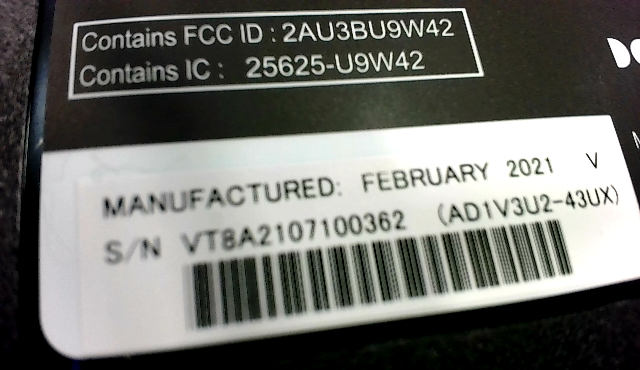 Contains FCC ID : 2AU3BU9W42
Contains IC : 25625-U9W42
MANUFACTURED: FEBRUARY 2021 V
S/N VT8A2107100362 (AD1V3U2-43UX)